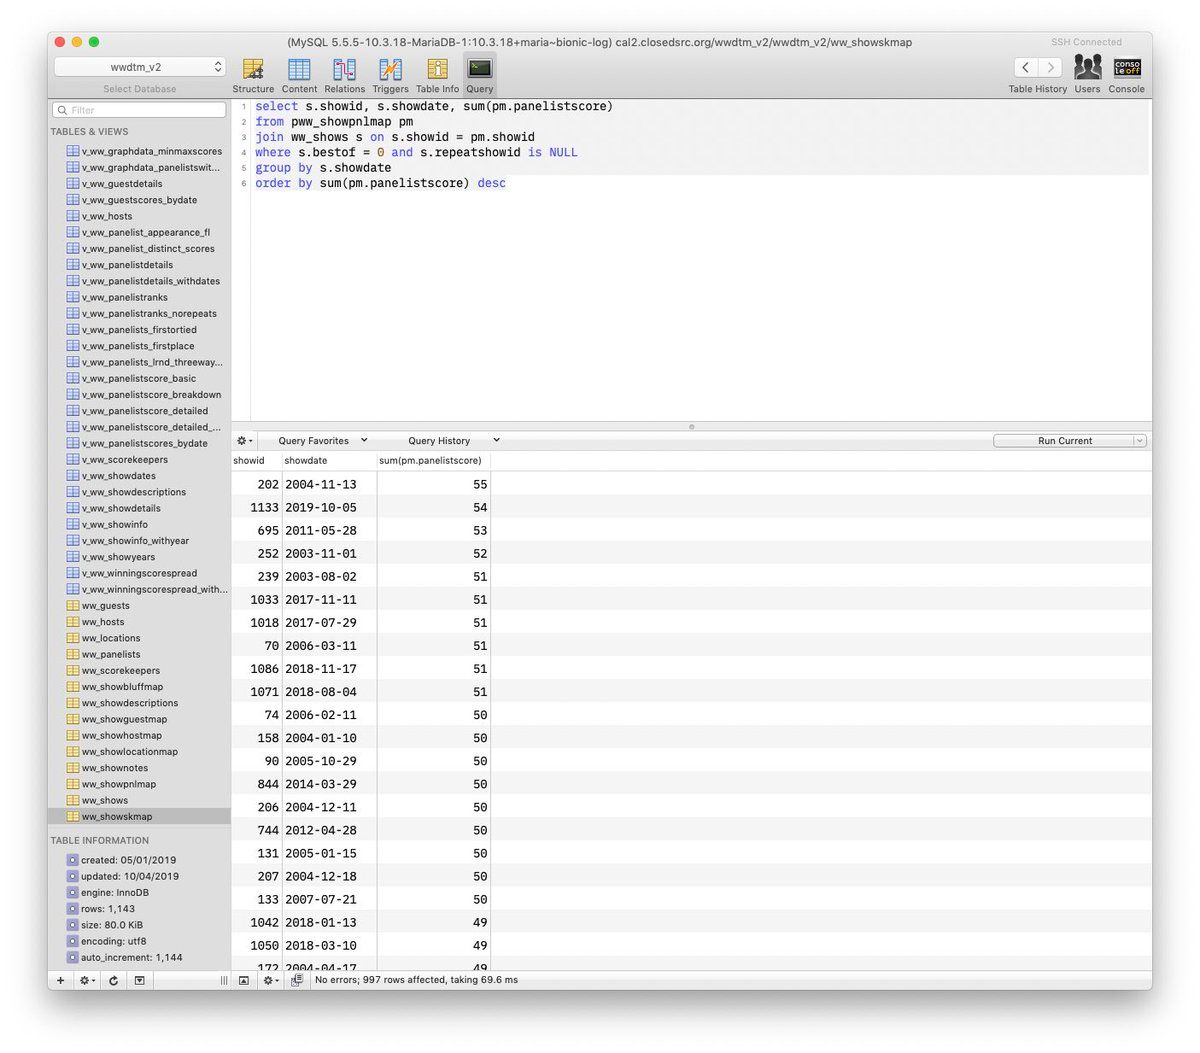 (MySQL 5.5.5-10.3.18-MariaDB-1:10.3.18+maria~bionic-log) cal2.closedsrc.org/wwdtm_v2/wwdtm_v2/ww_showskmap
SSH Connected
wwdtm_v2
Select Database
Structure Content Relations Triggers Table Info Query
conso
le off
Table History Users Console
Filter
TABLES & VIEWS
v_ww_graphdata_minmaxscores
v_ww_graphdata_panelistswit...
v_ww_guestdetails
v_ww_guestscores_bydate
v_ww_hosts
v_ww_panelist_appearance_fl
v_ww_panelist_distinct_scores
v_ww_panelistdetails
v_ww_panelistdetails_withdates
v_ww_panelistranks
v_ww_panelistranks_norepeats
v_ww_panelists_firstortied
v_ww_panelists_firstplace
v_ww_panelists_lrnd_threeway...
v_ww_panelistscore_basic
v_ww_panelistscore_breakdown
v_ww_panelistscore_detailed
v_ww_panelistscore_detailed_...
v_ww_panelistscores_bydate
v_ww_scorekeepers
v_ww_showdates
v_ww_showdescriptions
v_ww_showdetails
v_ww_showinfo
v_ww_showinfo_withyear
v_ww_showyears
v_ww_winningscorespread
v_ww_winningscorespread_with...
ww_guests
ww_hosts
ww_locations
ww_panelists
ww_scorekeepers
ww_showbluffmap
ww_showdescriptions
ww_showguestmap
ww_showhostmap
ww_showlocationmap
ww_shownotes
ww_showpnlmap
ww_shows
ww_showskmap
TABLE INFORMATION
created: 05/01/2019
updated: 10/04/2019
engine: InnoDB
rows: 1,143
size: 80.0 KiB
encoding: utf8
auto_increment: 1,144
1 select s.showid, s.showdate, sum(pm.panelistscore)
2 from pww_showpnlmap pm
3 join ww_shows s on s.showid = pm.showid
4 where s.bestof = 0 and s.repeatshowid is NULL
5 group by s.showdate
6 order by sum(pm.panelistscore) desc
Query Favorites Query History Run Current
showid showdate sum(pm.panelistscore)
202 2004-11-13 55
1133 2019-10-05 54
695 2011-05-28 53
252 2003-11-01 52
239 2003-08-02 51
1033 2017-11-11 51
1018 2017-07-29 51
70 2006-03-11 51
1086 2018-11-17 51
1071 2018-08-04 51
74 2006-02-11 50
158 2004-01-10 50
90 2005-10-29 50
844 2014-03-29 50
206 2004-12-11 50
744 2012-04-28 50
131 2005-01-15 50
207 2004-12-18 50
133 2007-07-21 50
1042 2018-01-13 49
1050 2018-03-10 49
172 2004-04-17 49
No errors; 997 rows affected, taking 69.6 ms